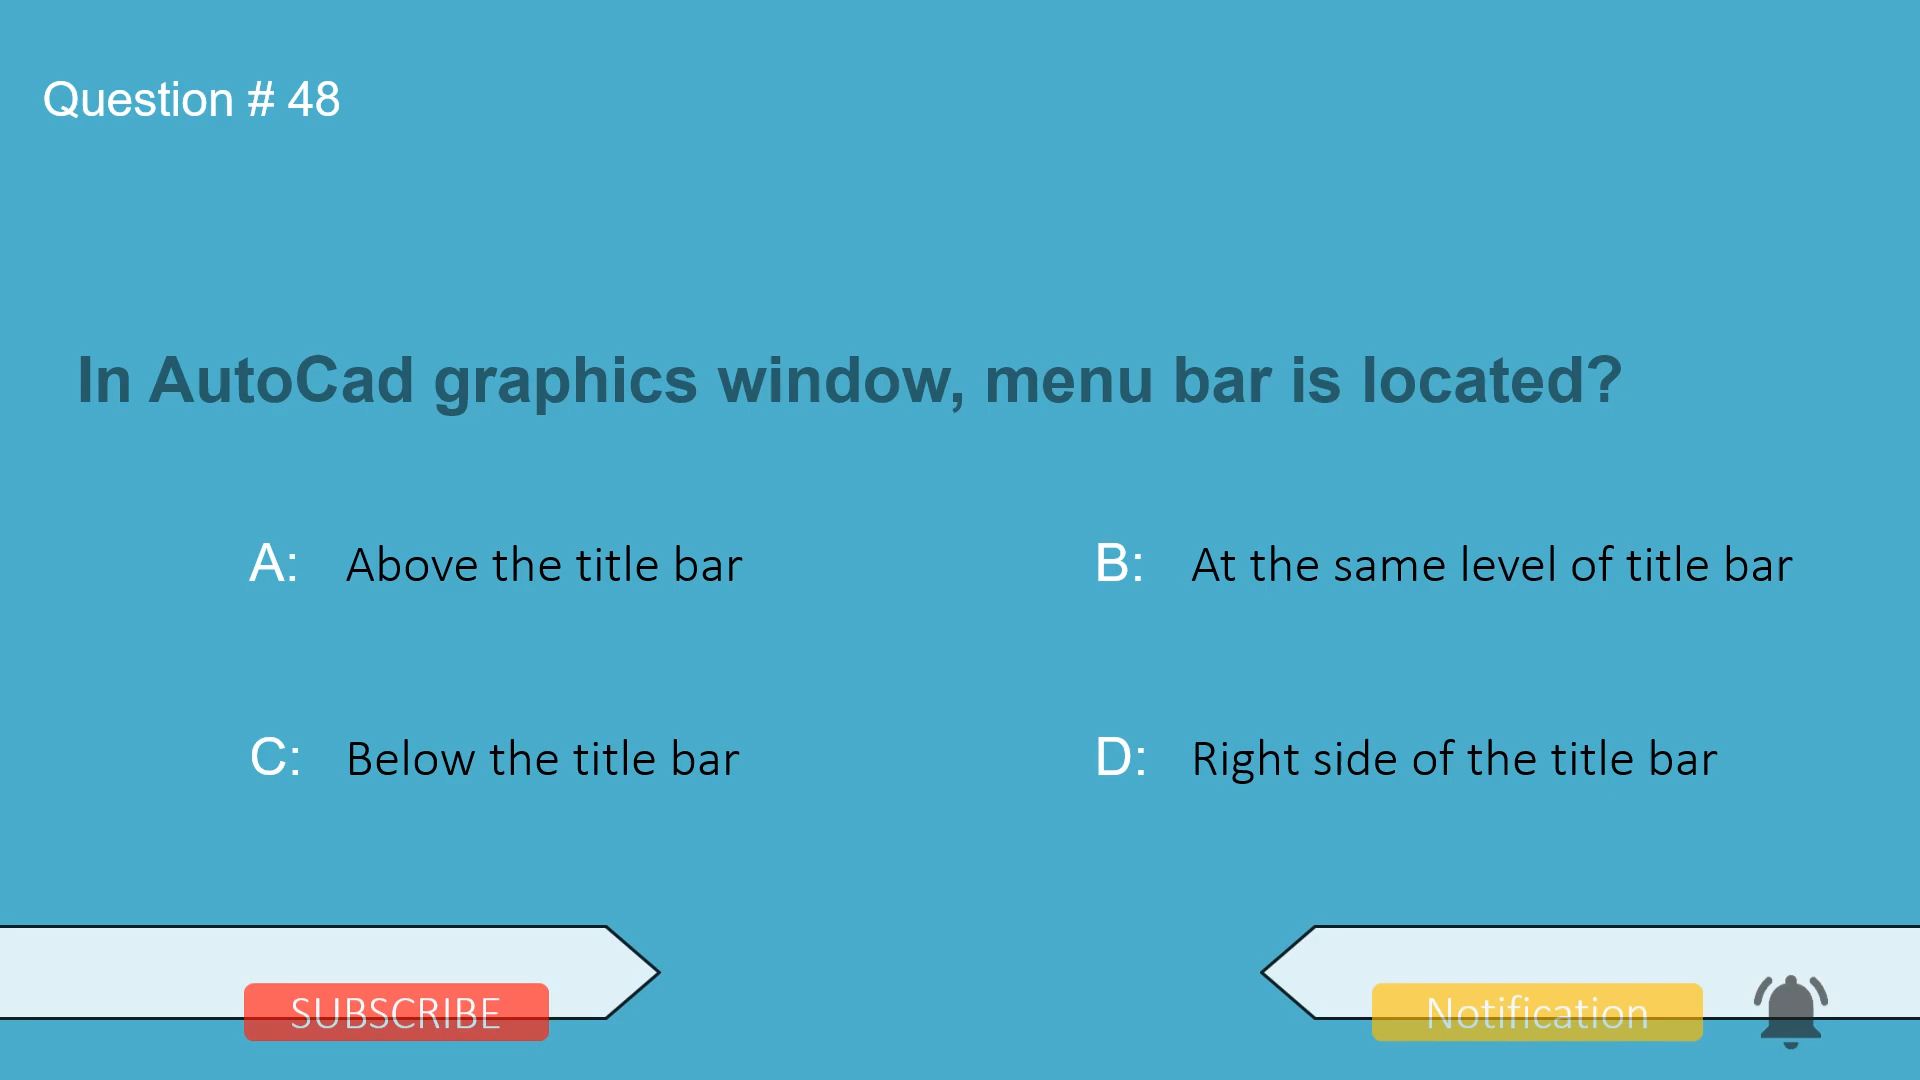 Question # 48
In AutoCad graphics window, menu bar is located?
A: Above the title bar
B: At the same level of title bar
C: Below the title bar
D: Right side of the title bar
SUBSCRIBE
Notification